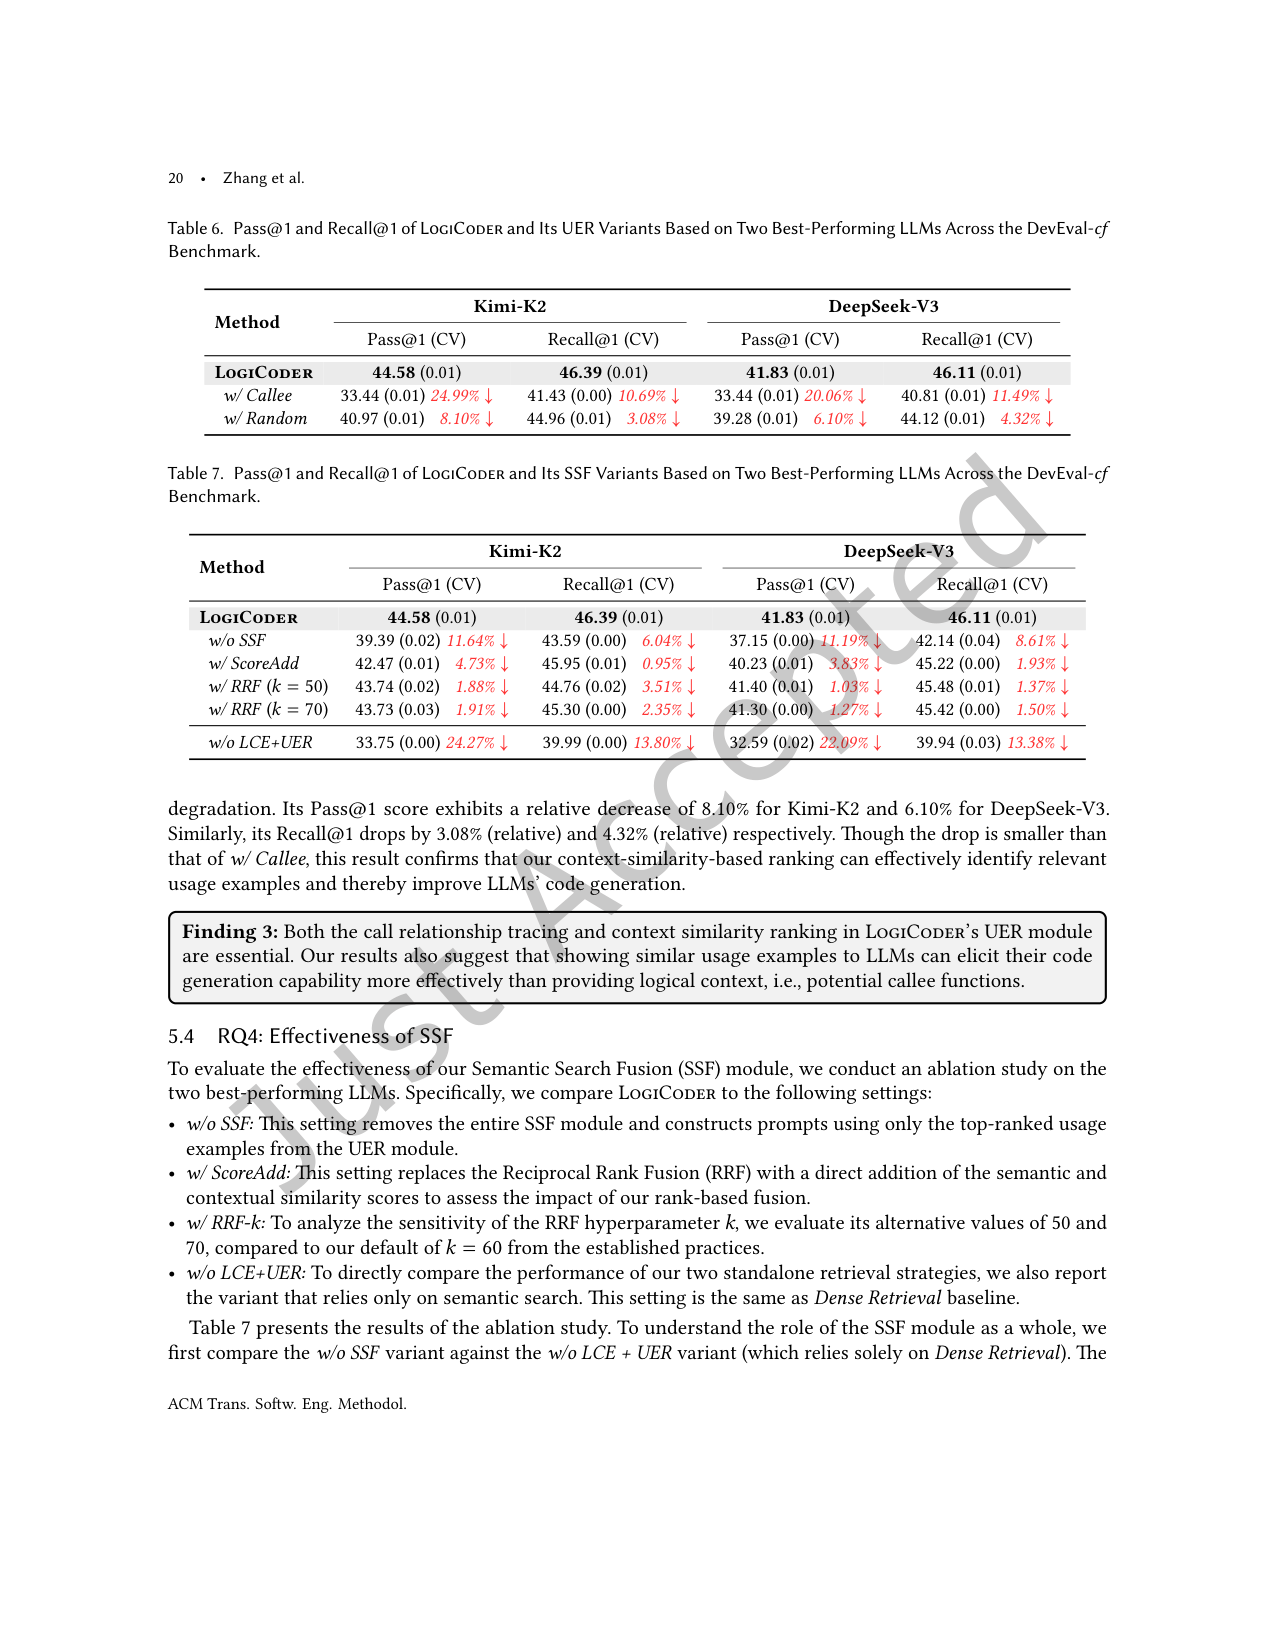 20 • Zhang et al.
Table 6. Pass@1 and Recall@1 of LOGICODER and Its UER Variants Based on Two Best-Performing LLMs Across the DevEval-cf
Benchmark.
Method Kimi-K2 DeepSeek-V3
Pass@1 (CV) Recall@1 (CV) Pass@1 (CV) Recall@1 (CV)
LOGICODER 44.58 (0.01) 46.39 (0.01) 41.83 (0.01) 46.11 (0.01)
w/ Callee 33.44 (0.01) 24.99% ↓ 41.43 (0.00) 10.69% ↓ 33.44 (0.01) 20.06% ↓ 40.81 (0.01) 11.49% ↓
w/ Random 40.97 (0.01) 8.10% ↓ 44.96 (0.01) 3.08% ↓ 39.28 (0.01) 6.10% ↓ 44.12 (0.01) 4.32% ↓
Table 7. Pass@1 and Recall@1 of LOGICODER and Its SSF Variants Based on Two Best-Performing LLMs Across the DevEval-cf
Benchmark.
Method Kimi-K2 DeepSeek-V3
Pass@1 (CV) Recall@1 (CV) Pass@1 (CV) Recall@1 (CV)
LOGICODER 44.58 (0.01) 46.39 (0.01) 41.83 (0.01) 46.11 (0.01)
w/o SSF 39.39 (0.02) 11.64% ↓ 43.59 (0.00) 6.04% ↓ 37.15 (0.00) 11.19% ↓ 42.14 (0.04) 8.61% ↓
w/ ScoreAdd 42.47 (0.01) 4.73% ↓ 45.95 (0.01) 0.95% ↓ 40.23 (0.01) 3.83% ↓ 45.22 (0.00) 1.93% ↓
w/ RRF (k = 50) 43.74 (0.02) 1.88% ↓ 44.76 (0.02) 3.51% ↓ 41.40 (0.01) 1.03% ↓ 45.48 (0.01) 1.37% ↓
w/ RRF (k = 70) 43.73 (0.03) 1.91% ↓ 45.30 (0.00) 2.35% ↓ 41.30 (0.00) 1.27% ↓ 45.42 (0.00) 1.50% ↓
w/o LCE+UER 33.75 (0.00) 24.27% ↓ 39.99 (0.00) 13.80% ↓ 32.59 (0.02) 22.09% ↓ 39.94 (0.03) 13.38% ↓
degradation. Its Pass@1 score exhibits a relative decrease of 8.10% for Kimi-K2 and 6.10% for DeepSeek-V3.
Similarly, its Recall@1 drops by 3.08% (relative) and 4.32% (relative) respectively. Though the drop is smaller than
that of w/ Callee, this result confirms that our context-similarity-based ranking can effectively identify relevant
usage examples and thereby improve LLMs' code generation.
Finding 3: Both the call relationship tracing and context similarity ranking in LOGICODER's UER module
are essential. Our results also suggest that showing similar usage examples to LLMs can elicit their code
generation capability more effectively than providing logical context, i.e., potential callee functions.
5.4 RQ4: Effectiveness of SSF
To evaluate the effectiveness of our Semantic Search Fusion (SSF) module, we conduct an ablation study on the
two best-performing LLMs. Specifically, we compare LOGICODER to the following settings:
• w/o SSF: This setting removes the entire SSF module and constructs prompts using only the top-ranked usage
examples from the UER module.
• w/ ScoreAdd: This setting replaces the Reciprocal Rank Fusion (RRF) with a direct addition of the semantic and
contextual similarity scores to assess the impact of our rank-based fusion.
• w/ RRF-k: To analyze the sensitivity of the RRF hyperparameter k, we evaluate its alternative values of 50 and
70, compared to our default of k = 60 from the established practices.
• w/o LCE+UER: To directly compare the performance of our two standalone retrieval strategies, we also report
the variant that relies only on semantic search. This setting is the same as Dense Retrieval baseline.
Table 7 presents the results of the ablation study. To understand the role of the SSF module as a whole, we
first compare the w/o SSF variant against the w/o LCE + UER variant (which relies solely on Dense Retrieval). The
ACM Trans. Softw. Eng. Methodol.
Just Accepted